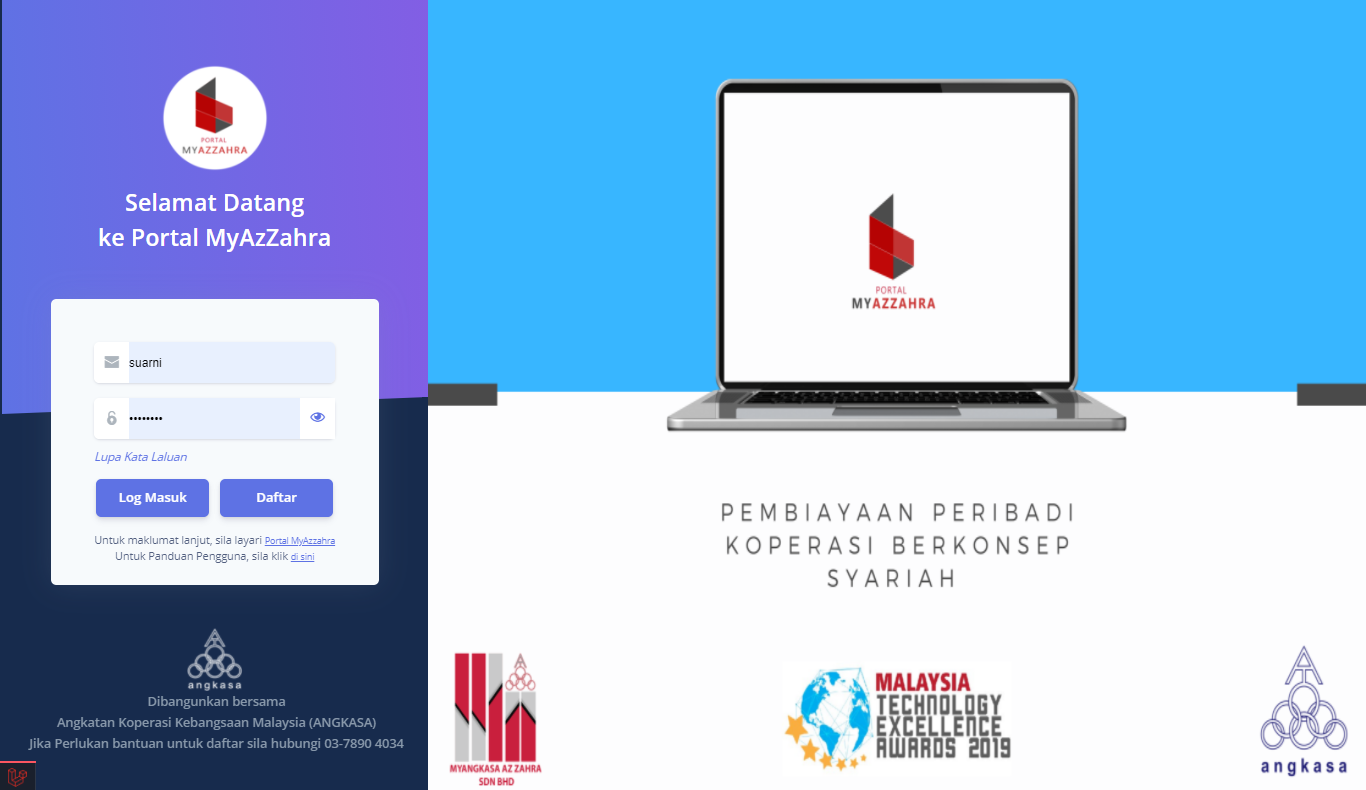 PORTAL
MYAZZAHRA
Selamat Datang
ke Portal MyAzZahra
suarni
••••••••
Lupa Kata Laluan
Log Masuk
Daftar
Untuk maklumat lanjut, sila layari Portal MyAzzahra
Untuk Panduan Pengguna, sila klik di sini
angkasa
Dibangunkan bersama
Angkatan Koperasi Kebangsaan Malaysia (ANGKASA)
Jika Perlukan bantuan untuk daftar sila hubungi 03-7890 4034
PORTAL
MYAZZAHRA
PEMBIAYAAN PERIBADI
KOPERASI BERKONSEP
SYARIAH
MYANGKASA AZ ZAHRA
SDN BHD
MALAYSIA
TECHNOLOGY
EXCELLENCE
AWARDS 2019
angkasa